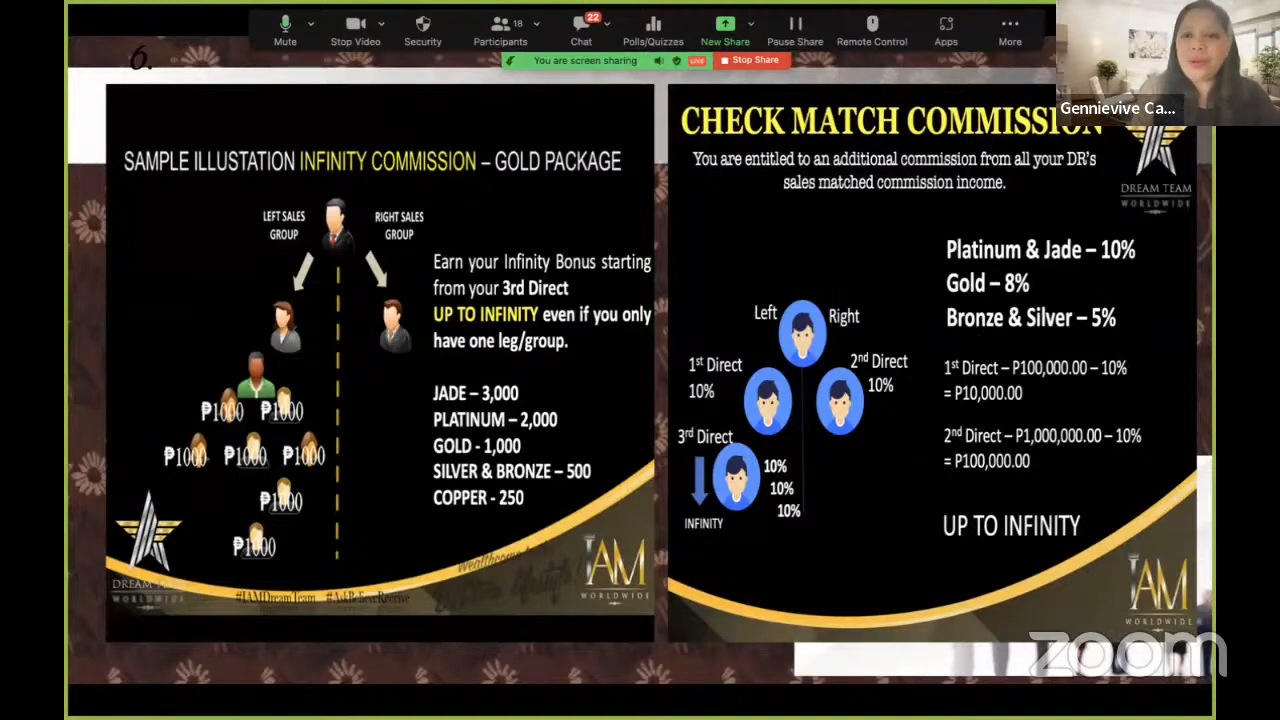 Mute
Stop Video
Security
Participants
18
Chat
22
Polls/Quizzes
New Share
Pause Share
Remote Control
Apps
More
You are screen sharing
LIVE
Stop Share
Gennievive Ca...
6.
SAMPLE ILLUSTATION INFINITY COMMISSION – GOLD PACKAGE
LEFT SALES
GROUP
RIGHT SALES
GROUP
Earn your Infinity Bonus starting
from your 3rd Direct
UP TO INFINITY even if you only
have one leg/group.
JADE – 3,000
PLATINUM – 2,000
GOLD - 1,000
SILVER & BRONZE – 500
COPPER - 250
₱1000 ₱1000
₱1000 ₱1000 ₱1000
₱1000
₱1000
DREAM TEAM
WORLDWIDE
#IAMDreamTeam #AskBelieveReceive
IAM
WORLDWIDE
CHECK MATCH COMMISSION
You are entitled to an additional commission from all your DR's
sales matched commission income.
DREAM TEAM
WORLDWIDE
Platinum & Jade – 10%
Gold – 8%
Bronze & Silver – 5%
Left
Right
1st Direct
10%
2nd Direct
10%
3rd Direct
10%
10%
10%
INFINITY
1st Direct – P100,000.00 – 10%
= P10,000.00
2nd Direct – P1,000,000.00 – 10%
= P100,000.00
UP TO INFINITY
IAM
WORLDWIDE
zoom